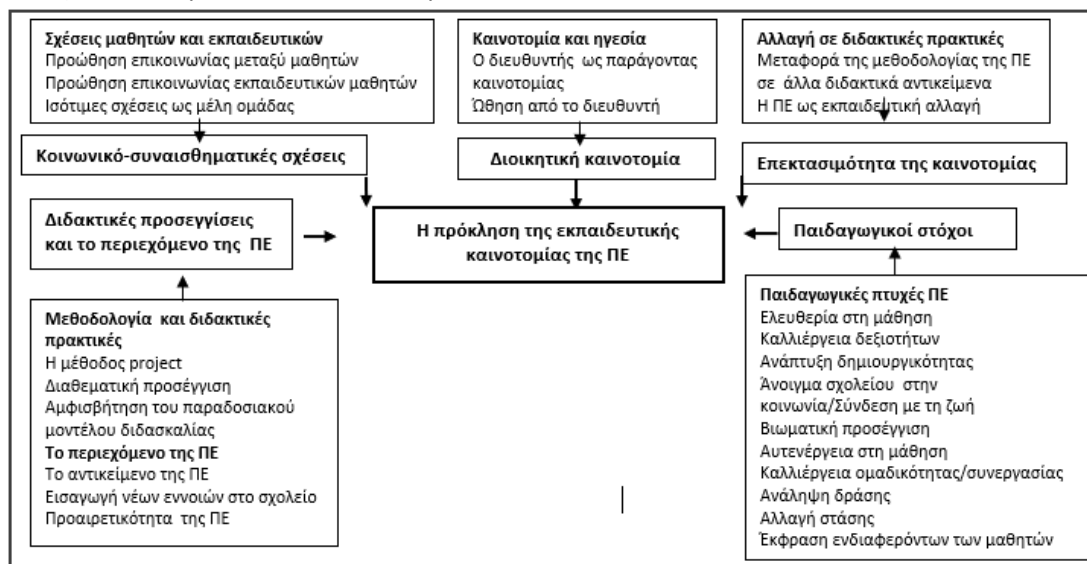 Σχέσεις μαθητών και εκπαιδευτικών
Προώθηση επικοινωνίας μεταξύ μαθητών
Προώθηση επικοινωνίας εκπαιδευτικών μαθητών
Ισότιμες σχέσεις ως μέλη ομάδας
Καινοτομία και ηγεσία
Ο διευθυντής ως παράγοντας
καινοτομίας
Ώθηση από το διευθυντή
Αλλαγή σε διδακτικές πρακτικές
Μεταφορά της μεθοδολογίας της ΠΕ
σε άλλα διδακτικά αντικείμενα
Η ΠΕ ως εκπαιδευτική αλλαγή
Κοινωνικό-συναισθηματικές σχέσεις
Διοικητική καινοτομία
Επεκτασιμότητα της καινοτομίας
Διδακτικές προσεγγίσεις
και το περιεχόμενο της ΠΕ
Η πρόκληση της εκπαιδευτικής
καινοτομίας της ΠΕ
Παιδαγωγικοί στόχοι
Μεθοδολογία και διδακτικές
πρακτικές
Η μέθοδος project
Διαθεματική προσέγγιση
Αμφισβήτηση του παραδοσιακού
μοντέλου διδασκαλίας
Το περιεχόμενο της ΠΕ
Το αντικείμενο της ΠΕ
Εισαγωγή νέων εννοιών στο σχολείο
Προαιρετικότητα της ΠΕ
Παιδαγωγικές πτυχές ΠΕ
Ελευθερία στη μάθηση
Καλλιέργεια δεξιοτήτων
Ανάπτυξη δημιουργικότητας
Άνοιγμα σχολείου στην
κοινωνία/Σύνδεση με τη ζωή
Βιωματική προσέγγιση
Αυτενέργεια στη μάθηση
Καλλιέργεια ομαδικότητας/συνεργασίας
Ανάληψη δράσης
Αλλαγή στάσης
Έκφραση ενδιαφερόντων των μαθητών